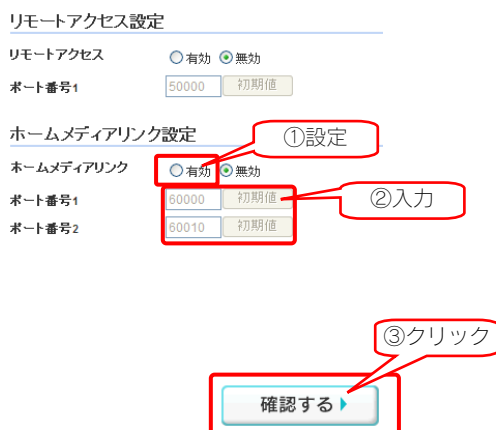 リモートアクセス設定
リモートアクセス 有効 無効
ポート番号1 50000 初期値
ホームメディアリンク設定 ①設定
ホームメディアリンク 有効 無効
ポート番号1 60000 初期値 ②入力
ポート番号2 60010 初期値
③クリック
確認する